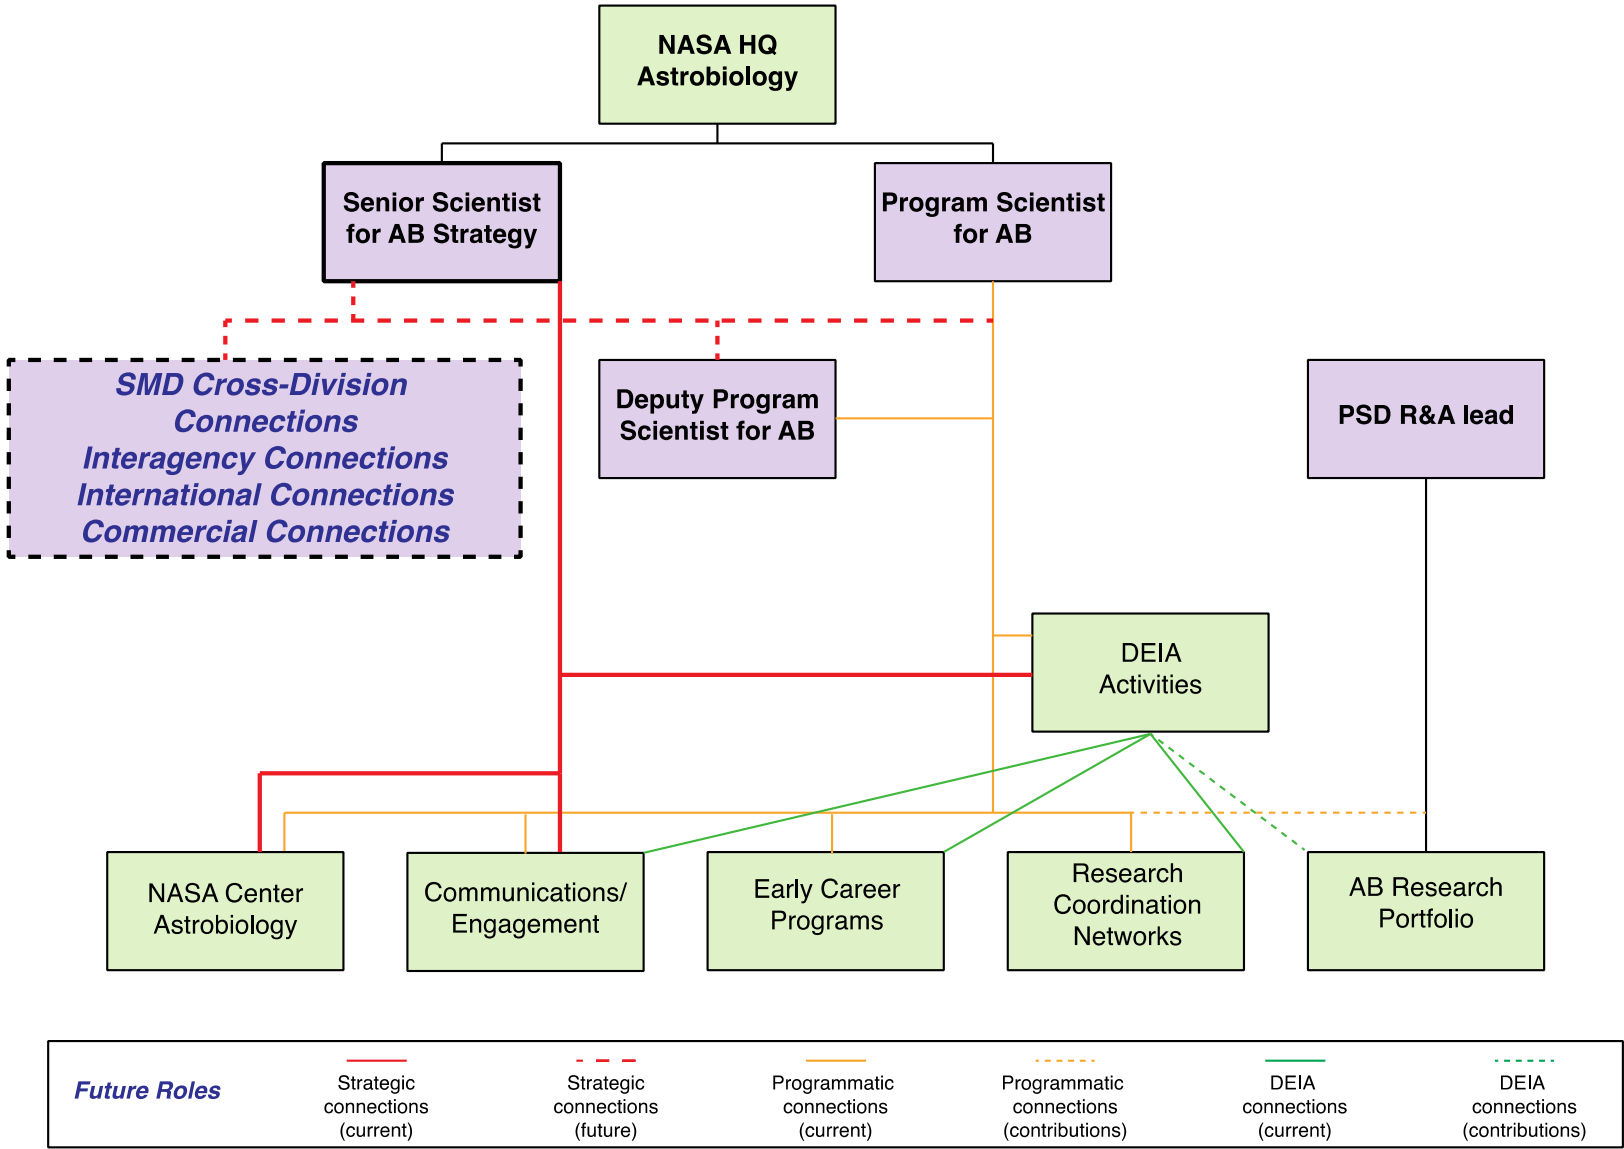 NASA HQ
Astrobiology
Senior Scientist
for AB Strategy
Program Scientist
for AB
SMD Cross-Division
Connections
Interagency Connections
International Connections
Commercial Connections
Deputy Program
Scientist for AB
PSD R&A lead
DEIA
Activities
NASA Center
Astrobiology
Communications/
Engagement
Early Career
Programs
Research
Coordination
Networks
AB Research
Portfolio
Future Roles
Strategic
connections
(current)
Strategic
connections
(future)
Programmatic
connections
(current)
Programmatic
connections
(contributions)
DEIA
connections
(current)
DEIA
connections
(contributions)